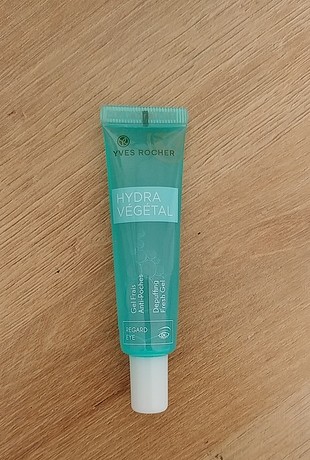 YVES ROCHER
HYDRA
VÉGÉTAL
Gel Frais
Anti-Poches
Depuffing
Fresh Gel
REGARD
EYE